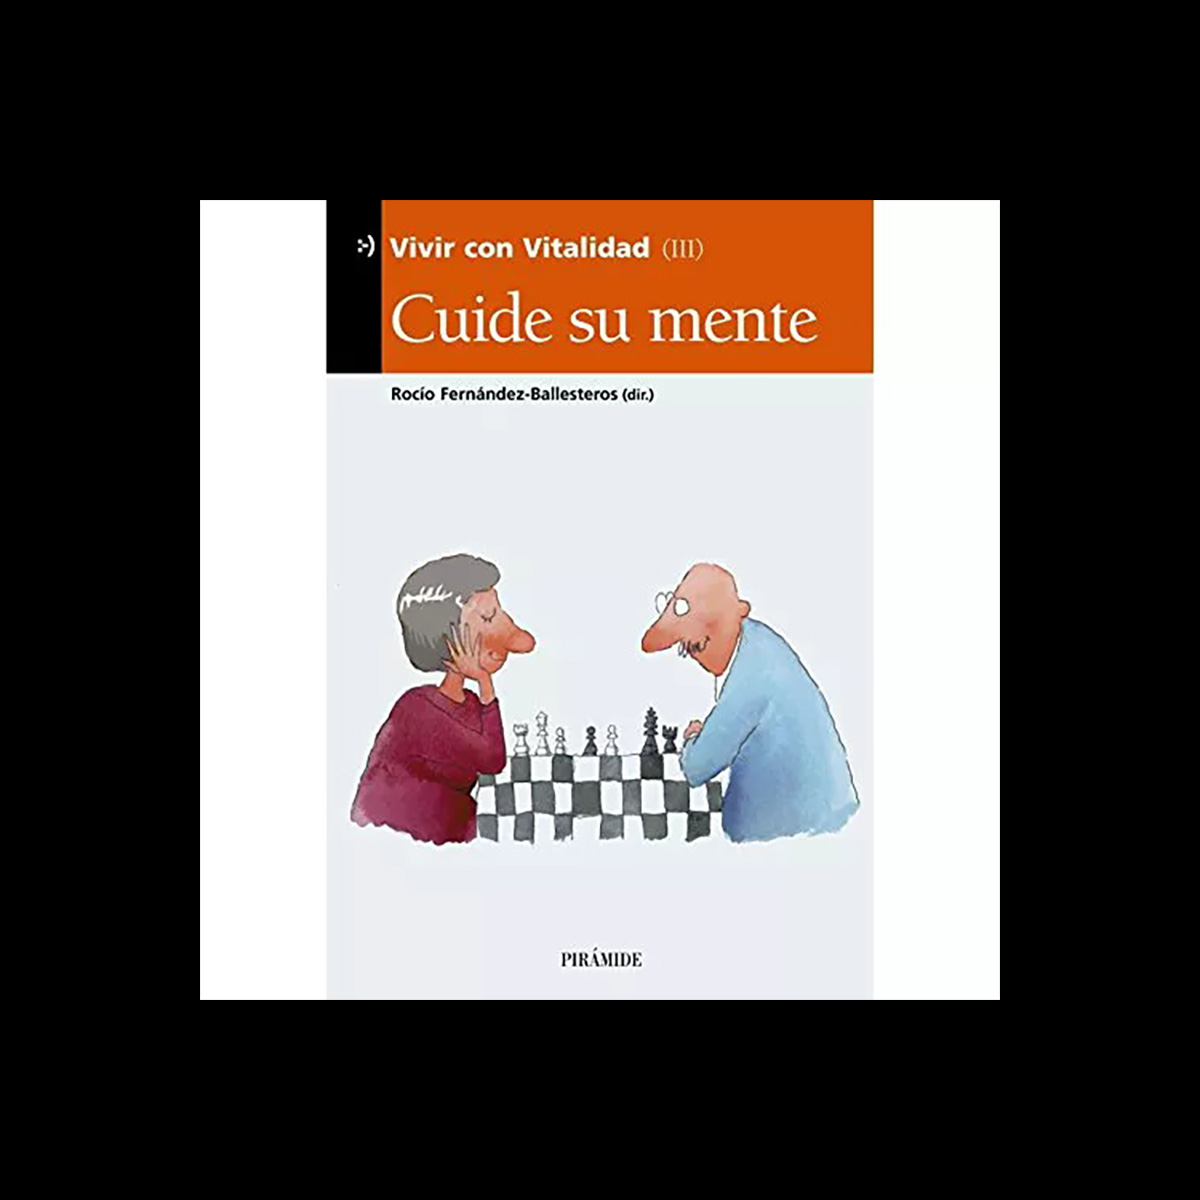 :-) Vivir con Vitalidad (III)
Cuide su mente
Rocío Fernández-Ballesteros (dir.)
PIRÁMIDE